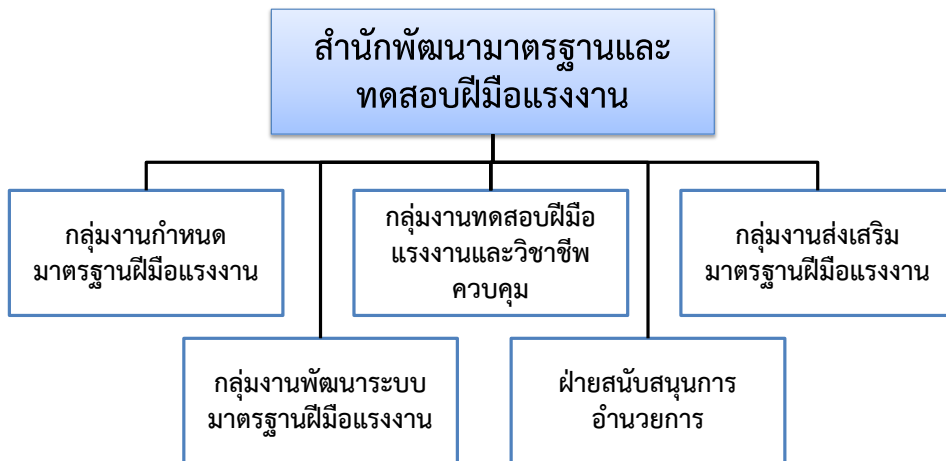 สำนักพัฒนามาตรฐานและ
ทดสอบฝีมือแรงงาน
กลุ่มงานกำหนด
มาตรฐานฝีมือแรงงาน
กลุ่มงานทดสอบฝีมือ
แรงงานและวิชาชีพ
ควบคุม
กลุ่มงานส่งเสริม
มาตรฐานฝีมือแรงงาน
กลุ่มงานพัฒนาระบบ
มาตรฐานฝีมือแรงงาน
ฝ่ายสนับสนุนการ
อำนวยการ